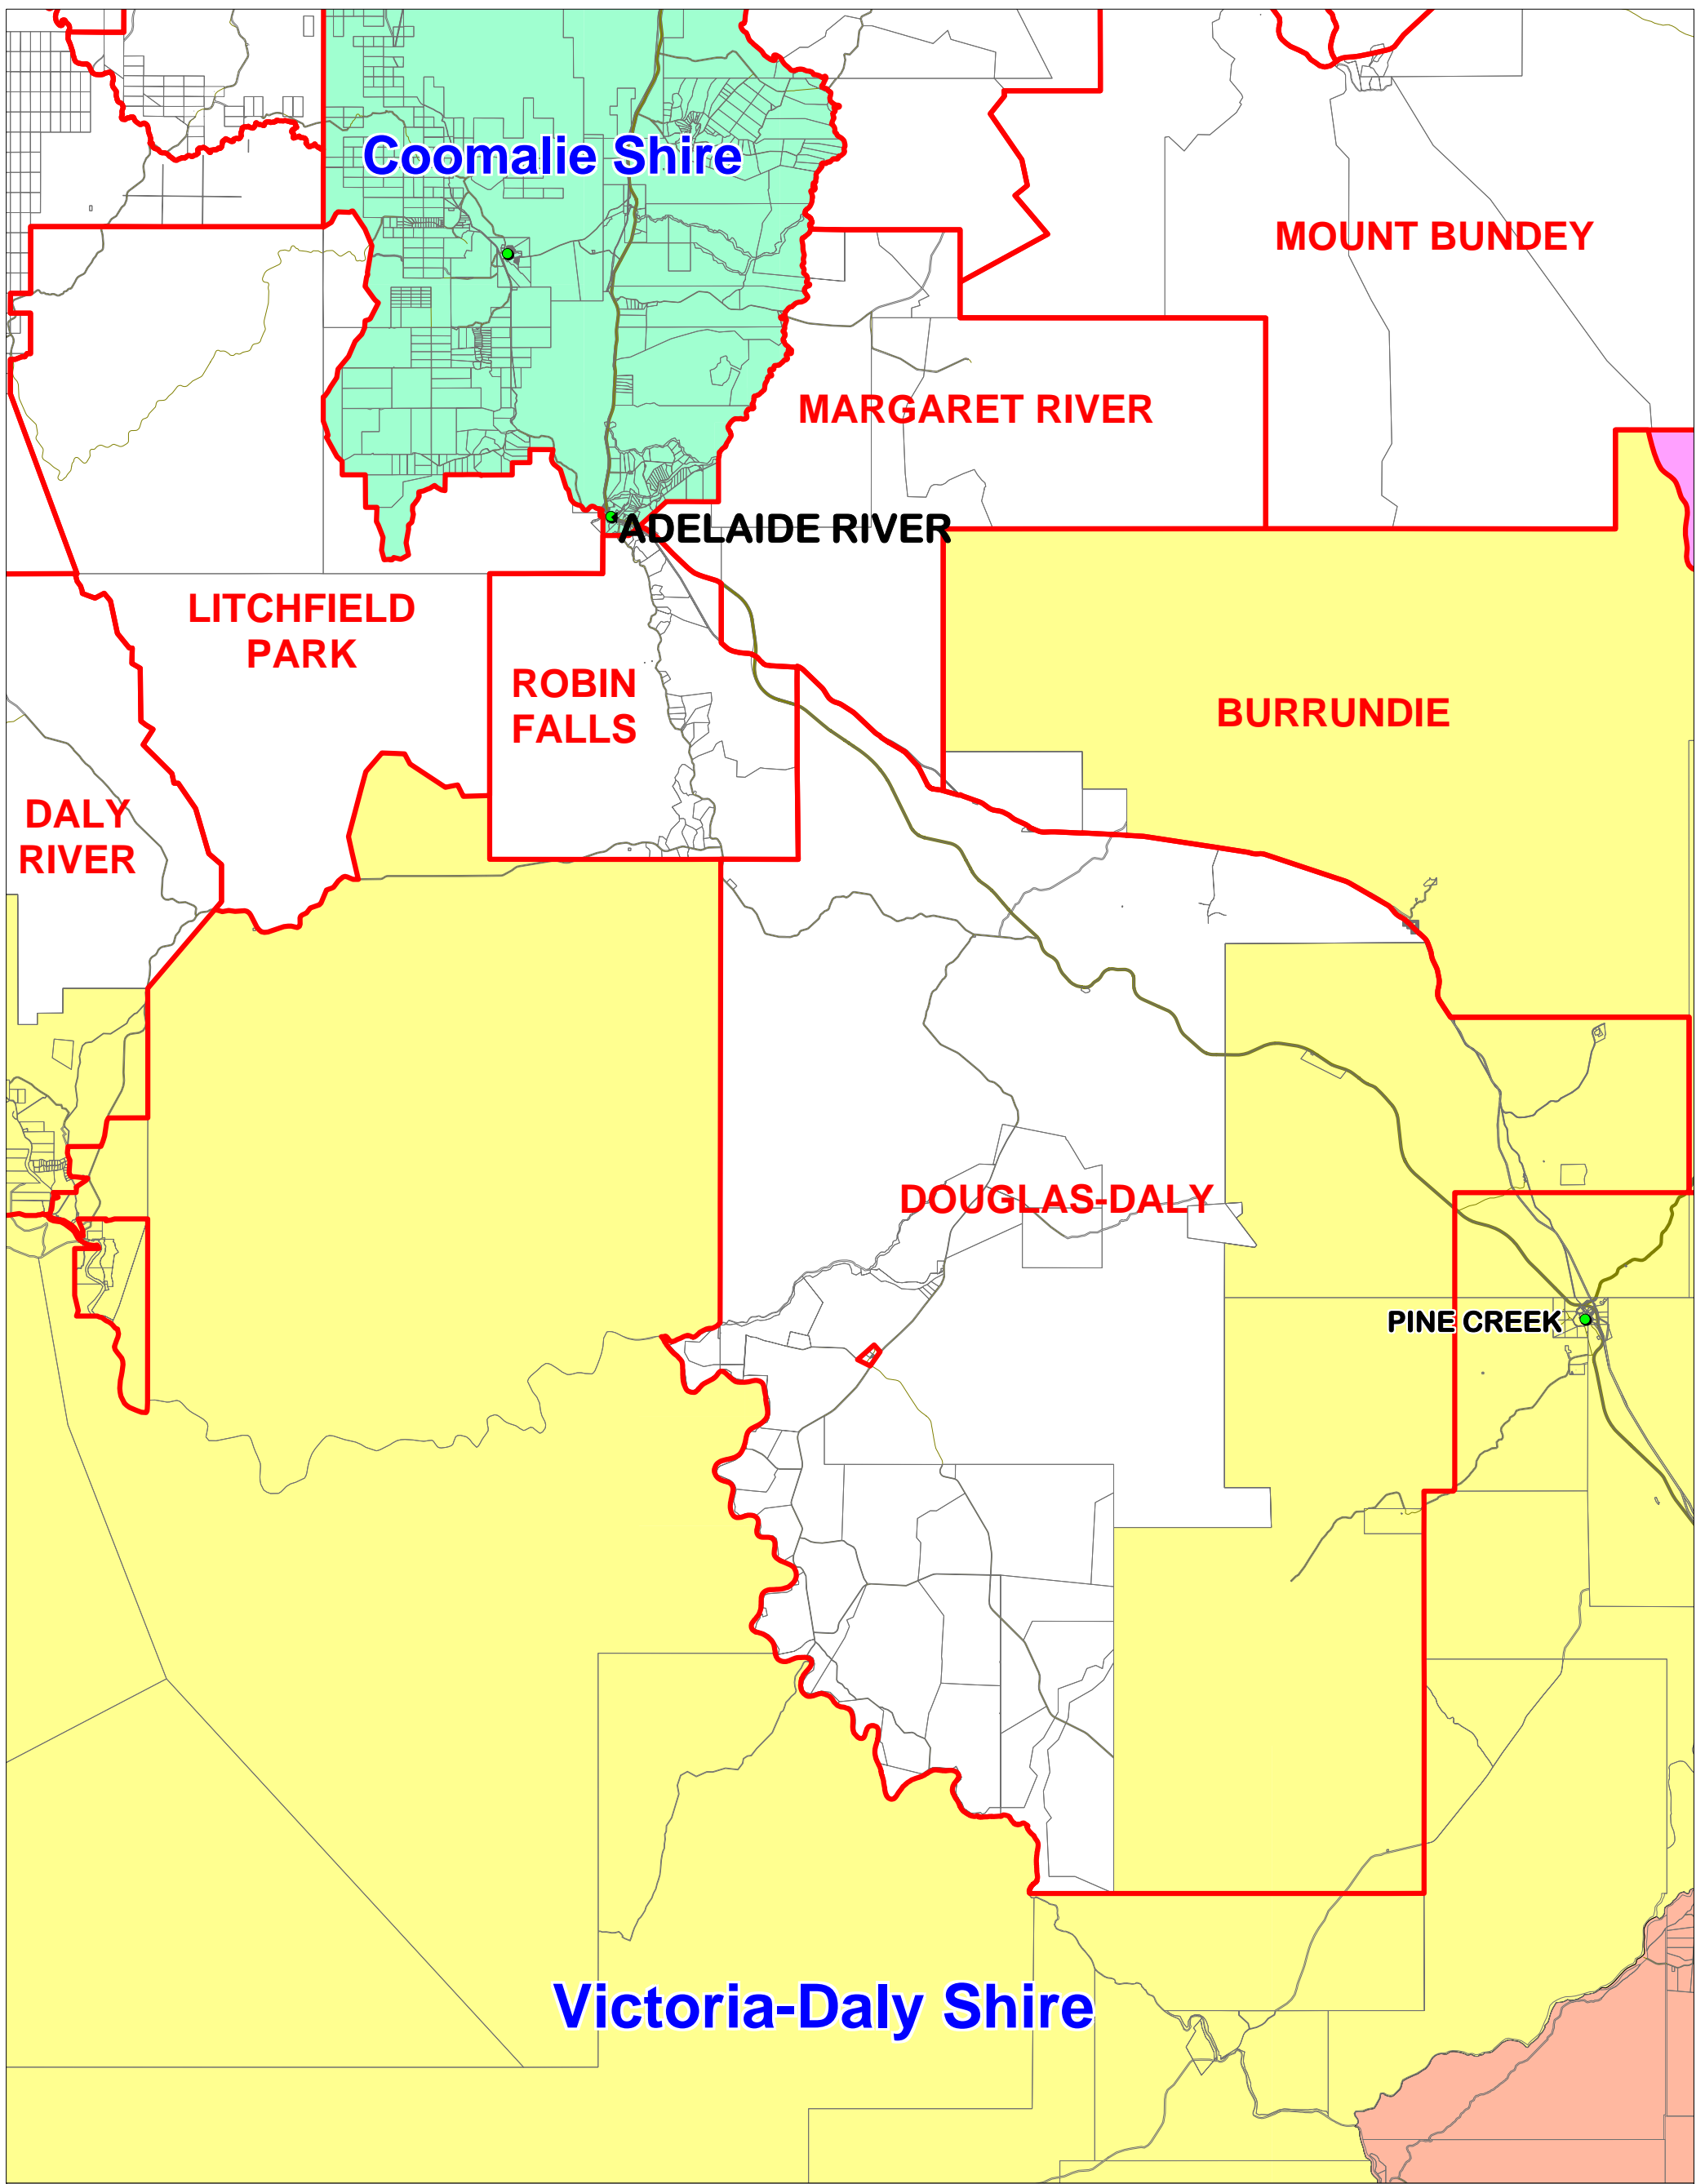 Coomalie Shire
MOUNT BUNDEY
MARGARET RIVER
ADELAIDE RIVER
LITCHFIELD
PARK
ROBIN
FALLS
BURRUNDIE
DALY
RIVER
DOUGLAS-DALY
PINE CREEK
Victoria-Daly Shire